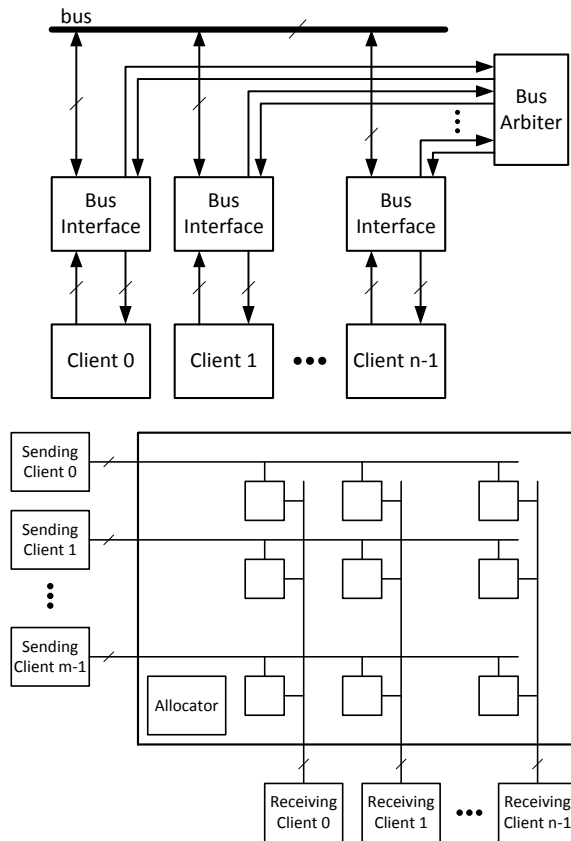 bus
Bus
Arbiter
Bus
Interface
Bus
Interface
Bus
Interface
Client 0
Client 1
Client n-1
Sending
Client 0
Sending
Client 1
Sending
Client m-1
Allocator
Receiving
Client 0
Receiving
Client 1
Receiving
Client n-1